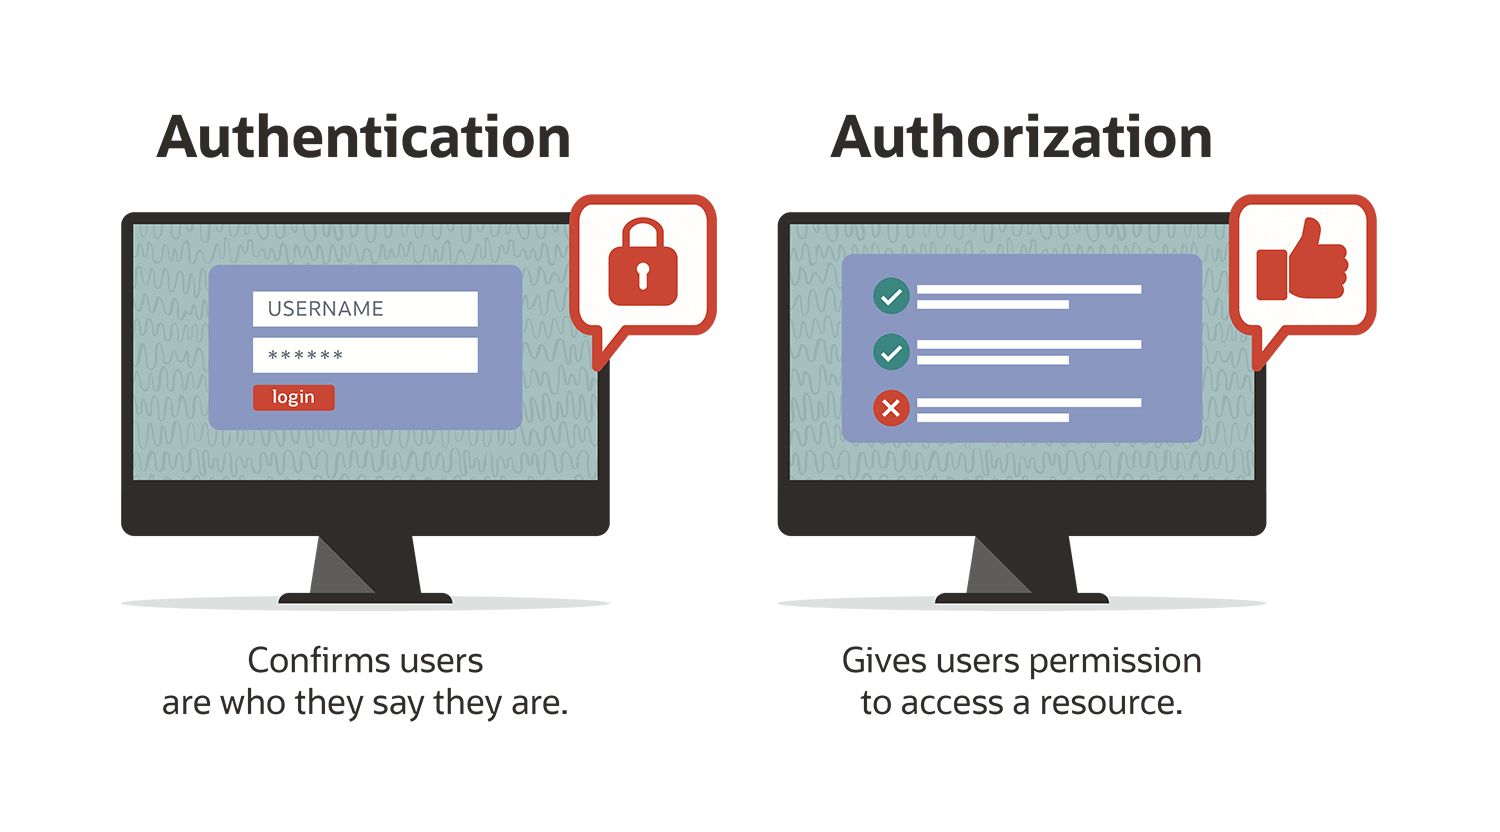 Authentication
USERNAME
******
login
Confirms users
are who they say they are.
Authorization
Gives users permission
to access a resource.